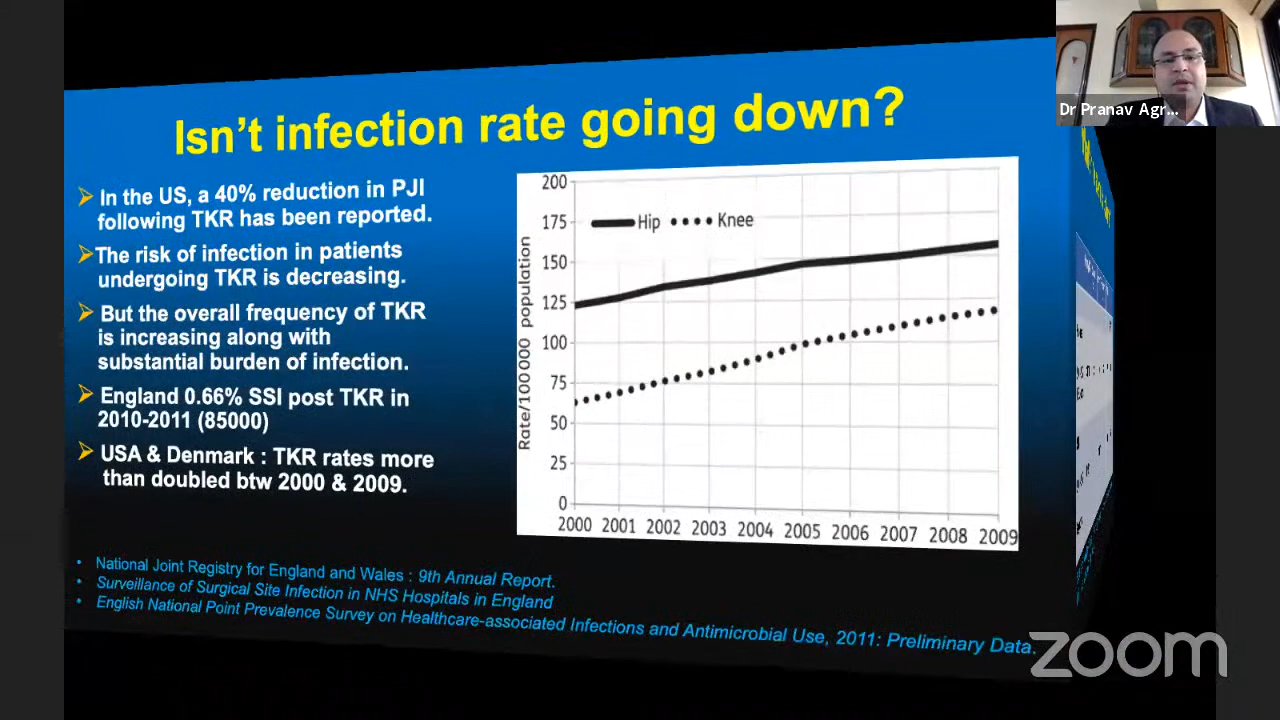 Dr Pranav Agr...
Isn't infection rate going down?
➢ In the US, a 40% reduction in PJI
following TKR has been reported.
➢The risk of infection in patients
undergoing TKR is decreasing.
➢ But the overall frequency of TKR
is increasing along with
substantial burden of infection.
➢ England 0.66% SSI post TKR in
2010-2011 (85000)
➢ USA & Denmark : TKR rates more
than doubled btw 2000 & 2009.
Rate/100000 population
200
175
150
125
100
75
50
25
0
Hip Knee
2000 2001 2002 2003 2004 2005 2006 2007 2008 2009
• National Joint Registry for England and Wales : 9th Annual Report.
• Surveillance of Surgical Site Infection in NHS Hospitals in England
• English National Point Prevalence Survey on Healthcare-associated Infections and Antimicrobial Use, 2011: Preliminary Data.
zoom